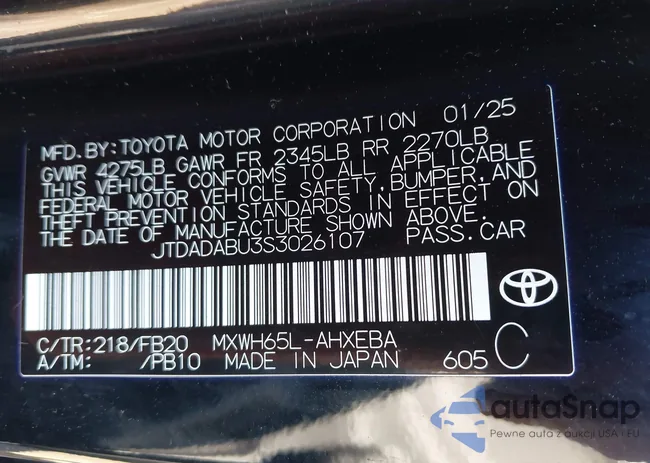 MFD. BY: TOYOTA MOTOR CORPORATION 01/25
GVWR 4275LB GAWR FR 2345LB RR 2270LB
THIS VEHICLE CONFORMS TO ALL APPLICABLE
FEDERAL MOTOR VEHICLE SAFETY, BUMPER, AND
THEFT PREVENTION STANDARDS IN EFFECT ON
THE DATE OF MANUFACTURE SHOWN ABOVE.
JTDADABU3S3026107 PASS. CAR
C/TR: 218/FB20 MXWH65L-AHXEBA
A/TM: /PB10 MADE IN JAPAN 605 C
autoSnap
Pewne auta z aukcji USA i EU